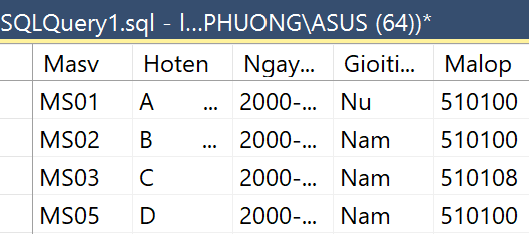 SQLQuery1.sql - l...PHUONG\ASUS (64))*
Masv Hoten Ngay... Gioiti... Malop
MS01 A ... 2000-... Nu 510100
MS02 B ... 2000-... Nam 510100
MS03 C 2000-... Nam 510108
MS05 D 2000-... Nam 510100